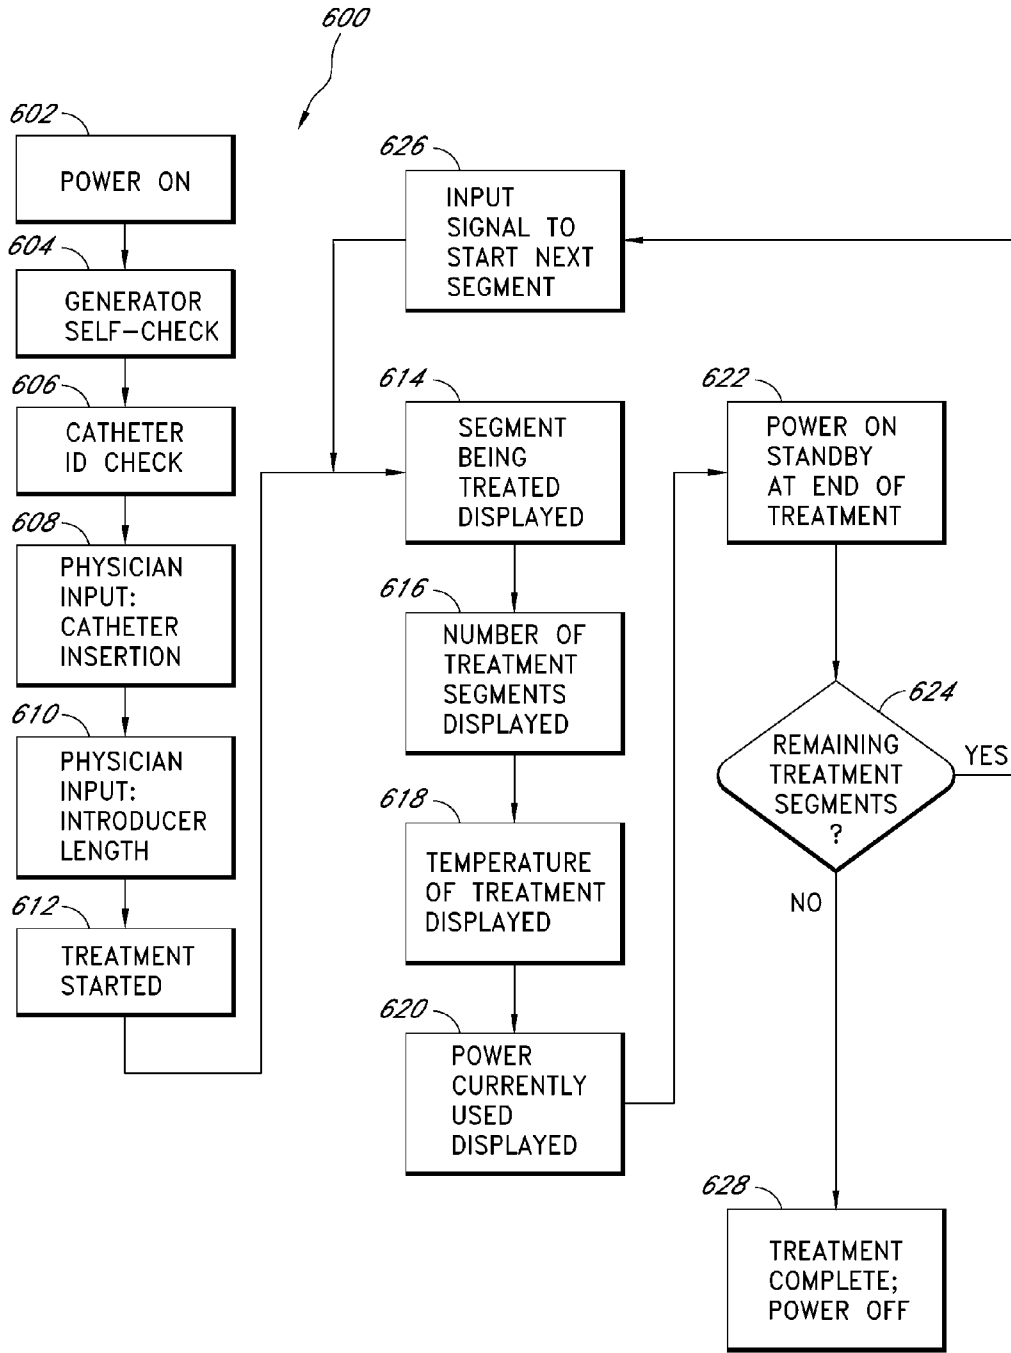 600
602
POWER ON
604
GENERATOR
SELF-CHECK
606
CATHETER
ID CHECK
608
PHYSICIAN
INPUT:
CATHETER
INSERTION
610
PHYSICIAN
INPUT:
INTRODUCER
LENGTH
612
TREATMENT
STARTED
626
INPUT
SIGNAL TO
START NEXT
SEGMENT
614
SEGMENT
BEING
TREATED
DISPLAYED
616
NUMBER OF
TREATMENT
SEGMENTS
DISPLAYED
618
TEMPERATURE
OF TREATMENT
DISPLAYED
620
POWER
CURRENTLY
USED
DISPLAYED
622
POWER ON
STANDBY
AT END OF
TREATMENT
624
REMAINING
TREATMENT
SEGMENTS
?
YES
NO
628
TREATMENT
COMPLETE;
POWER OFF